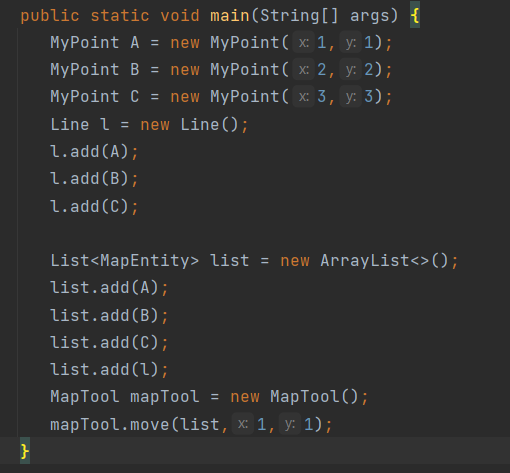 public static void main(String[] args) {
MyPoint A = new MyPoint( x: 1, y: 1);
MyPoint B = new MyPoint( x: 2, y: 2);
MyPoint C = new MyPoint( x: 3, y: 3);
Line l = new Line();
l.add(A);
l.add(B);
l.add(C);
List<MapEntity> list = new ArrayList<>();
list.add(A);
list.add(B);
list.add(C);
list.add(l);
MapTool mapTool = new MapTool();
mapTool.move(list, x: 1, y: 1);
}